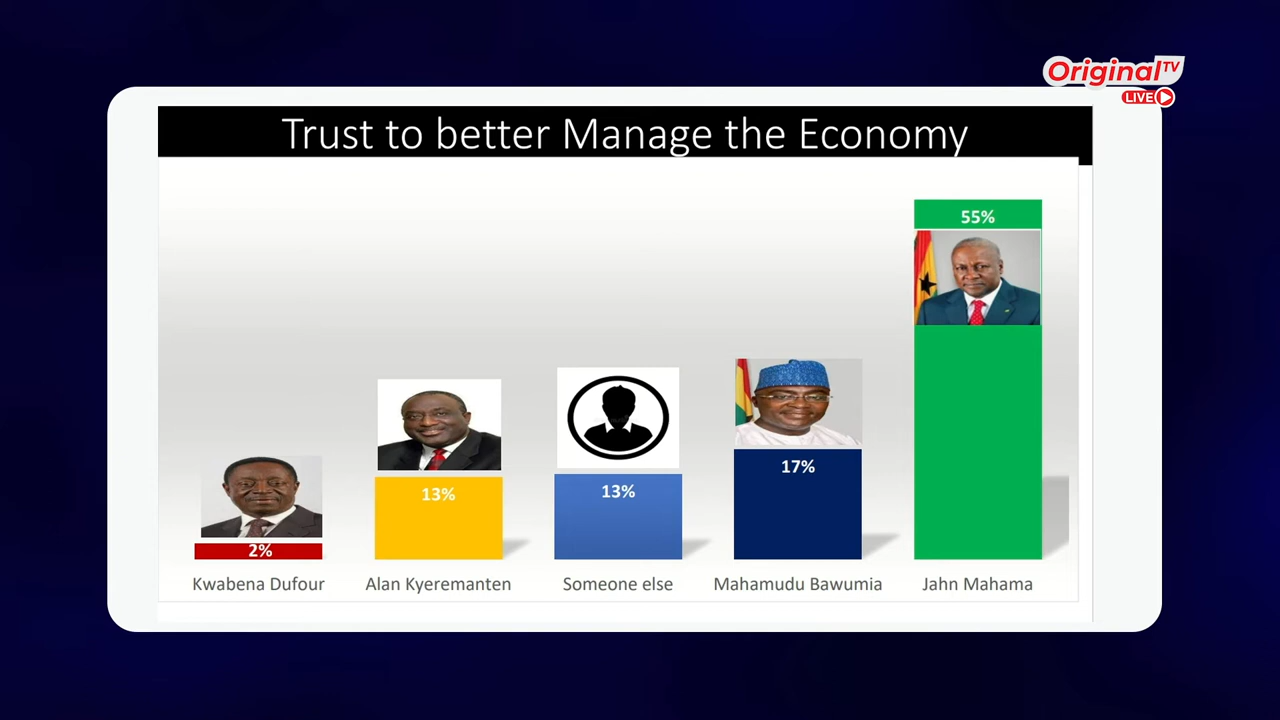 Original TV
LIVE
Trust to better Manage the Economy
55%
17%
13%
13%
2%
Kwabena Dufour
Alan Kyeremanten
Someone else
Mahamudu Bawumia
Jahn Mahama